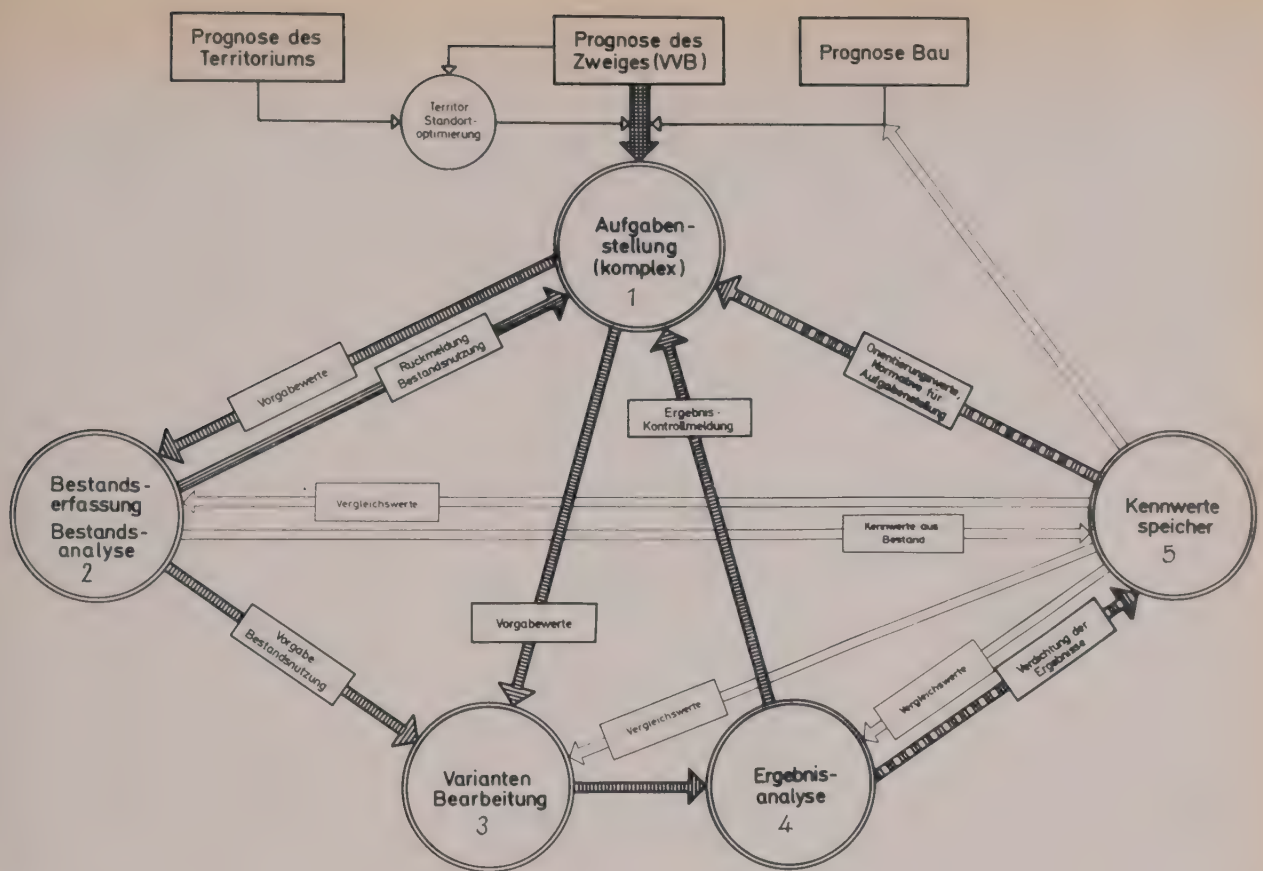 Prognose des
Territoriums
Prognose des
Zweiges (VVB)
Prognose Bau
Territor
Standort-
optimierung
Aufgaben-
stellung
(komplex)
1
Vorgabewerte
Rückmeldung
Bestandsnutzung
Ergebnis-
Kontrollmeldung
Orientierungswerte,
Normative für
Aufgabenstellung
Bestands-
erfassung
Bestands-
analyse
2
Vergleichswerte
Kennwerte aus
Bestand
Kennwerte
speicher
5
Vorgabe
Bestandsnutzung
Vorgabewerte
Vergleichswerte
Vergleichswerte
Verdichtung der
Ergebnisse
Varianten
Bearbeitung
3
Ergebnis-
analyse
4